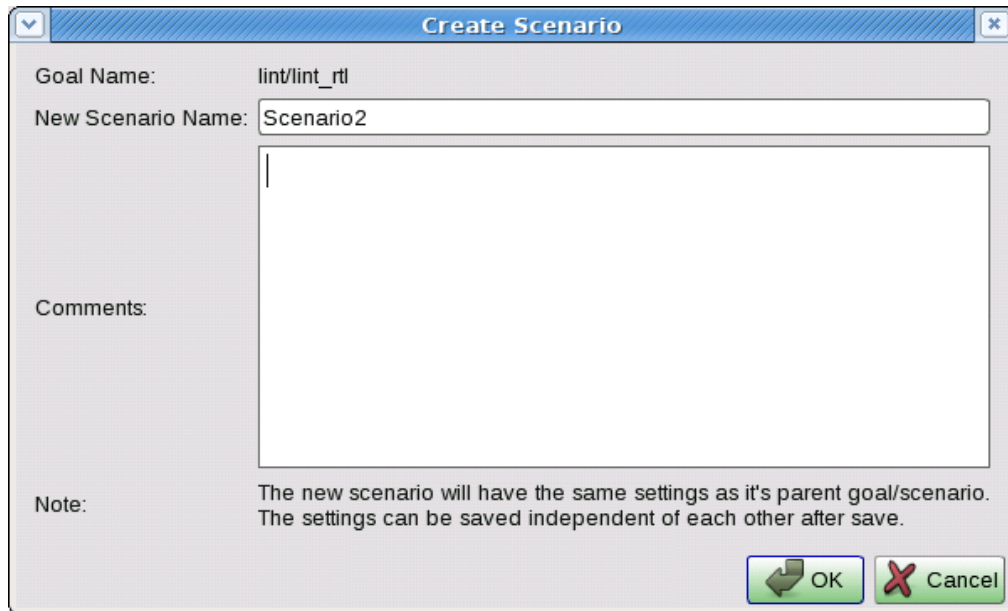 Create Scenario
Goal Name: lint/lint_rtl
New Scenario Name: Scenario2
Comments:
Note: The new scenario will have the same settings as it's parent goal/scenario.
The settings can be saved independent of each other after save.
OK Cancel